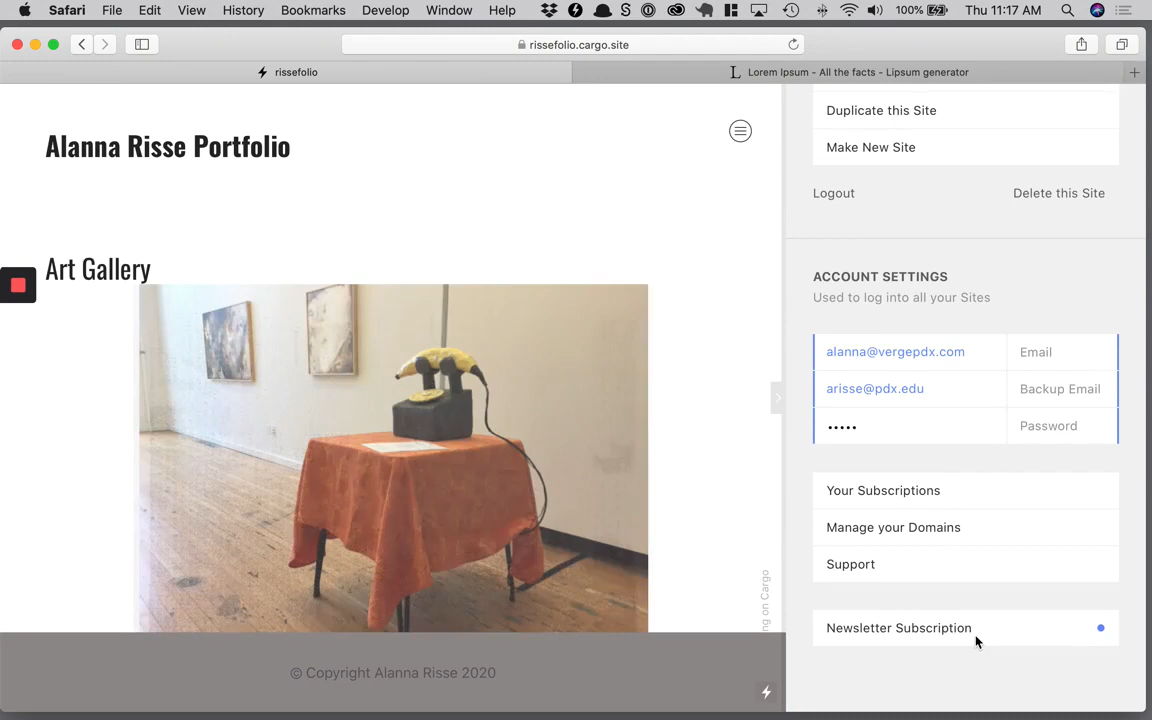 Safari File Edit View History Bookmarks Develop Window Help 100% Thu 11:17 AM
rissefolio.cargo.site
rissefolio
L Lorem Ipsum - All the facts - Lipsum generator
Alanna Risse Portfolio
Art Gallery
ng on Cargo
© Copyright Alanna Risse 2020
Duplicate this Site
Make New Site
Logout Delete this Site
ACCOUNT SETTINGS
Used to log into all your Sites
alanna@vergepdx.com Email
arisse@pdx.edu Backup Email
••••• Password
Your Subscriptions
Manage your Domains
Support
Newsletter Subscription